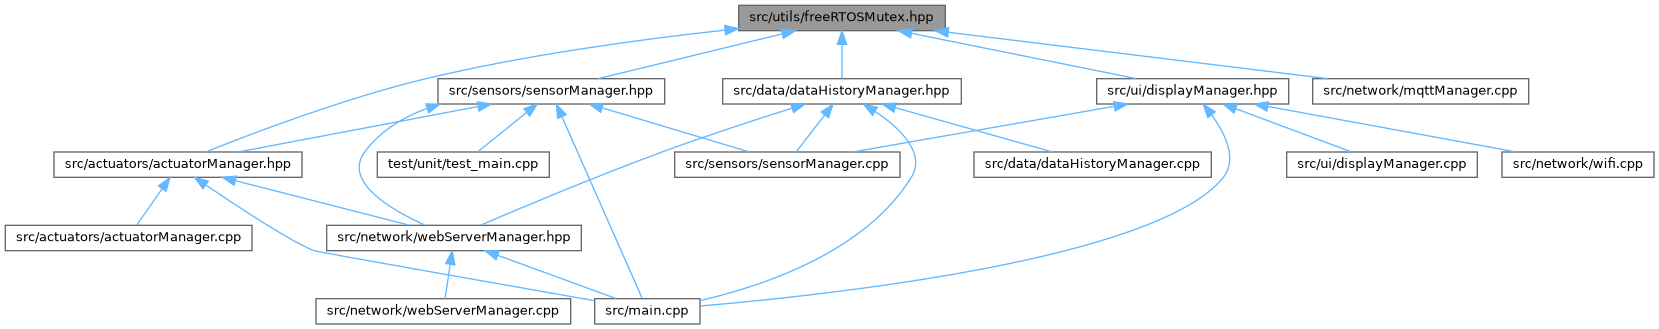 src/utils/freeRTOSMutex.hpp
src/sensors/sensorManager.hpp
src/data/dataHistoryManager.hpp
src/ui/displayManager.hpp
src/network/mqttManager.cpp
src/actuators/actuatorManager.hpp
test/unit/test_main.cpp
src/sensors/sensorManager.cpp
src/data/dataHistoryManager.cpp
src/ui/displayManager.cpp
src/network/wifi.cpp
src/actuators/actuatorManager.cpp
src/network/webServerManager.hpp
src/network/webServerManager.cpp
src/main.cpp